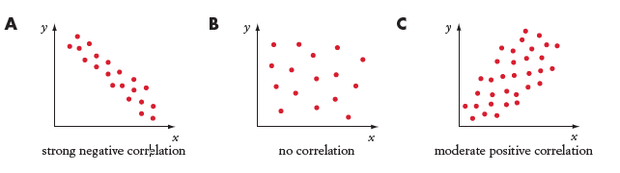 A
B
C
y
y
y
x
x
x
strong negative correlation
no correlation
moderate positive correlation